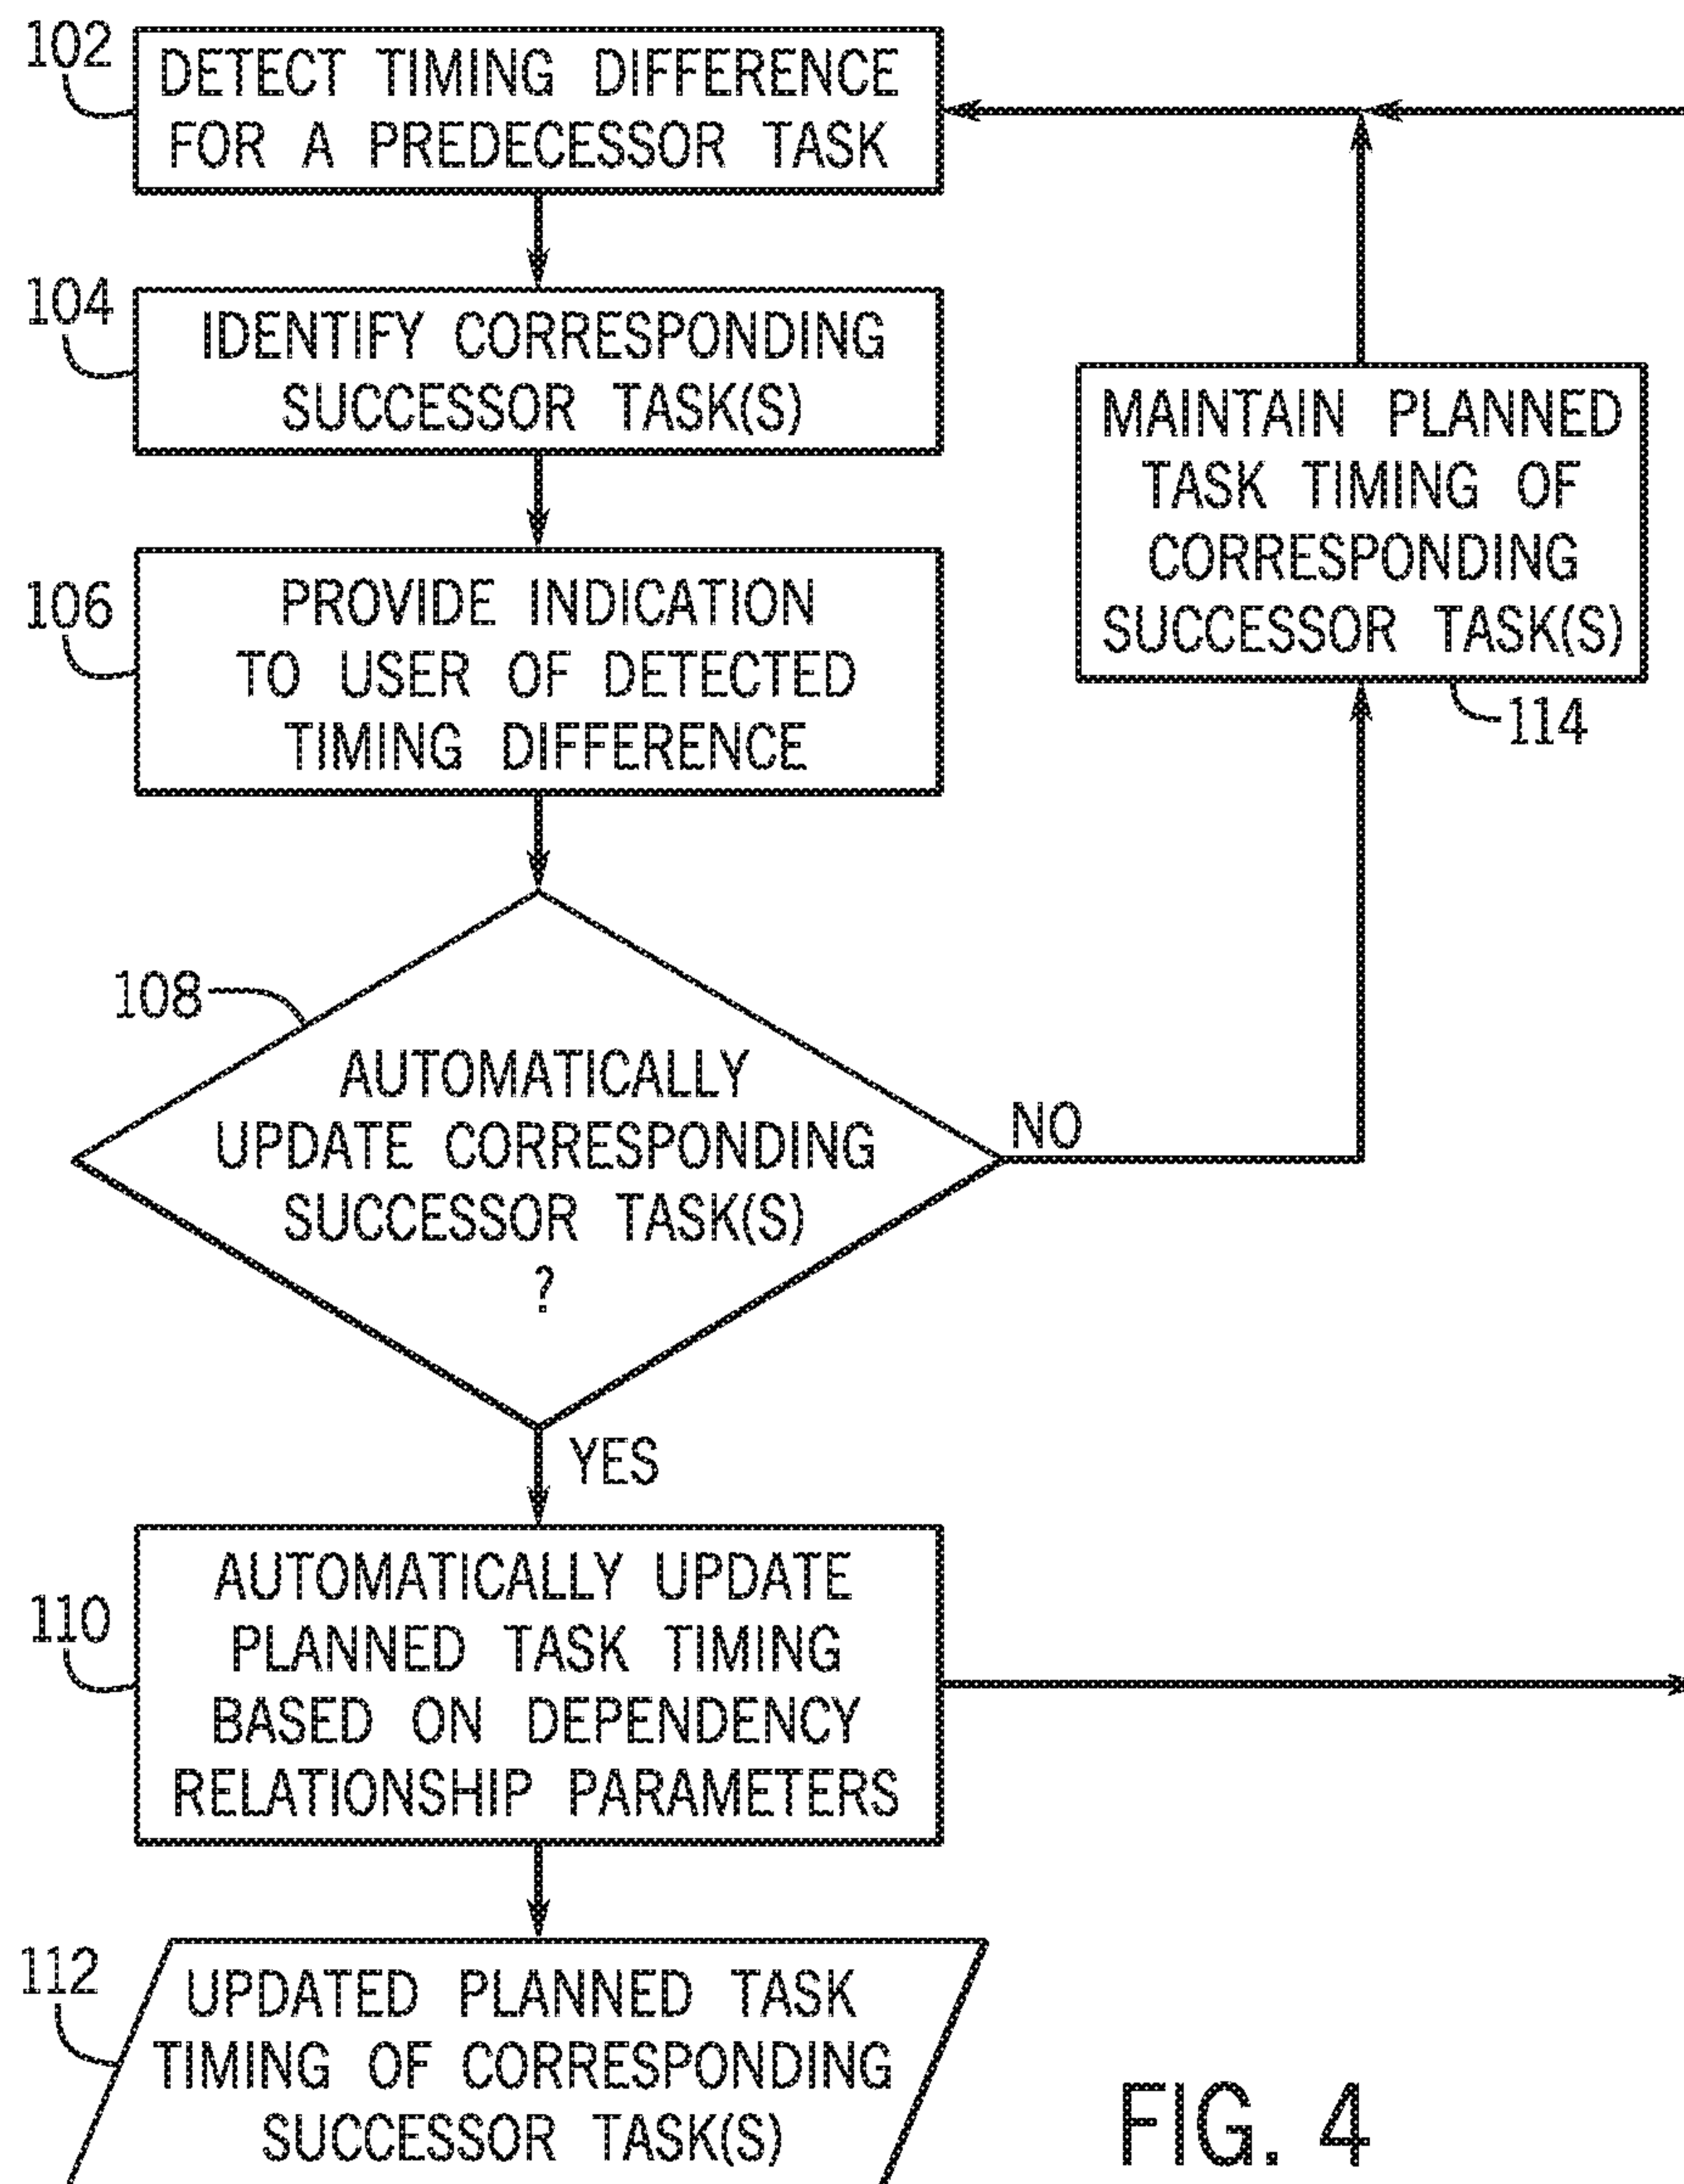 102
DETECT TIMING DIFFERENCE
FOR A PREDECESSOR TASK
104
IDENTIFY CORRESPONDING
SUCCESSOR TASK(S)
106
PROVIDE INDICATION
TO USER OF DETECTED
TIMING DIFFERENCE
MAINTAIN PLANNED
TASK TIMING OF
CORRESPONDING
SUCCESSOR TASK(S)
114
108
AUTOMATICALLY
UPDATE CORRESPONDING
SUCCESSOR TASK(S)
?
NO
YES
110
AUTOMATICALLY UPDATE
PLANNED TASK TIMING
BASED ON DEPENDENCY
RELATIONSHIP PARAMETERS
112
UPDATED PLANNED TASK
TIMING OF CORRESPONDING
SUCCESSOR TASK(S)
FIG. 4